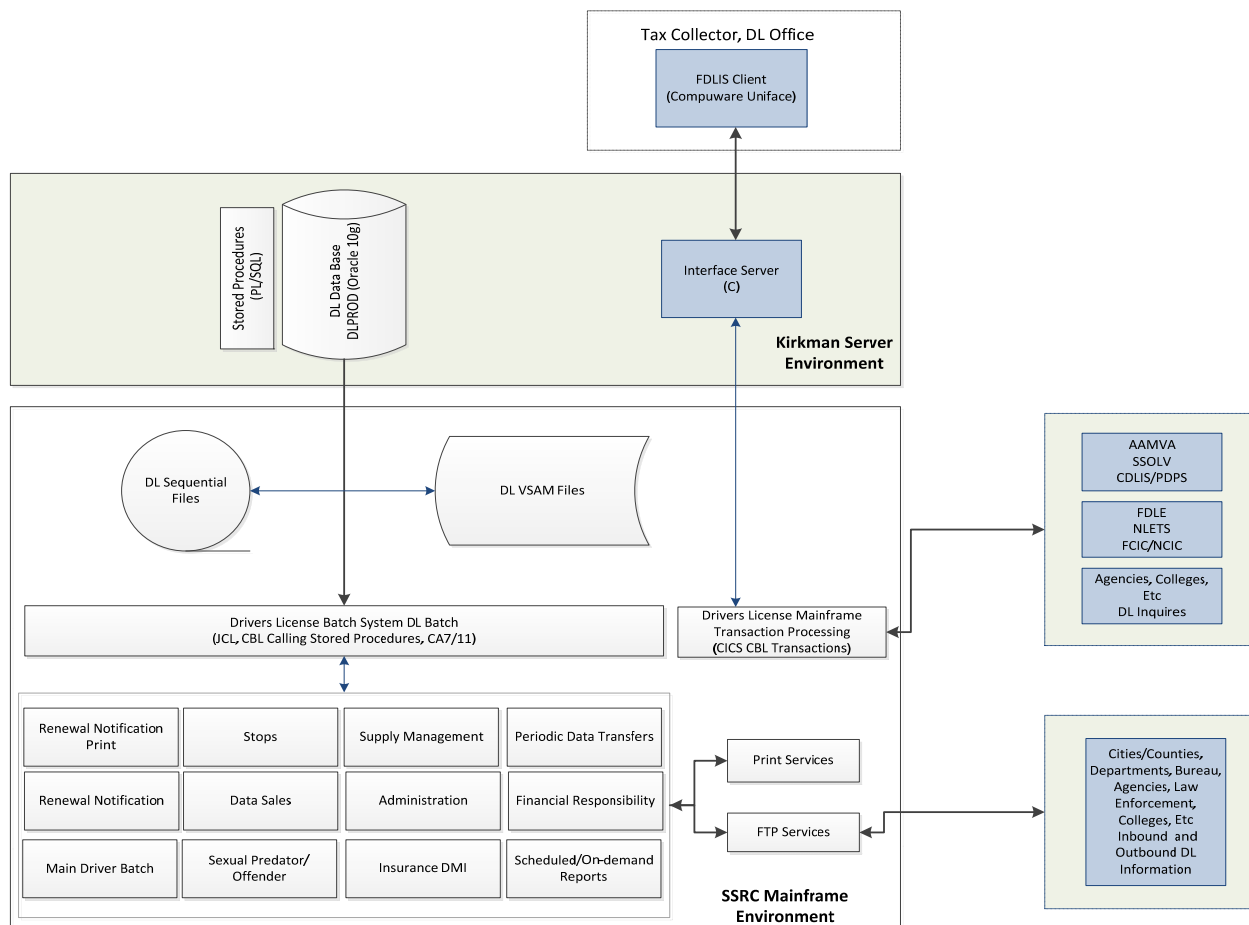 Tax Collector, DL Office
FDLIS Client
(Compuware Uniface)
Stored Procedures
(PL/SQL)
DL Data Base
DLPROD (Oracle 10g)
Interface Server
(C)
Kirkman Server
Environment
DL Sequential
Files
DL VSAM Files
AAMVA
SSOLV
CDLIS/PDPS
FDLE
NLETS
FCIC/NCIC
Agencies, Colleges,
Etc
DL Inquires
Drivers License Batch System DL Batch
(JCL, CBL Calling Stored Procedures, CA7/11)
Drivers License Mainframe
Transaction Processing
(CICS CBL Transactions)
Renewal Notification
Print
Stops
Supply Management
Periodic Data Transfers
Renewal Notification
Data Sales
Administration
Financial Responsibility
Main Driver Batch
Sexual Predator/
Offender
Insurance DMI
Scheduled/On-demand
Reports
Print Services
FTP Services
SSRC Mainframe
Environment
Cities/Counties,
Departments, Bureau,
Agencies, Law
Enforcement,
Colleges, Etc
Inbound and
Outbound DL
Information